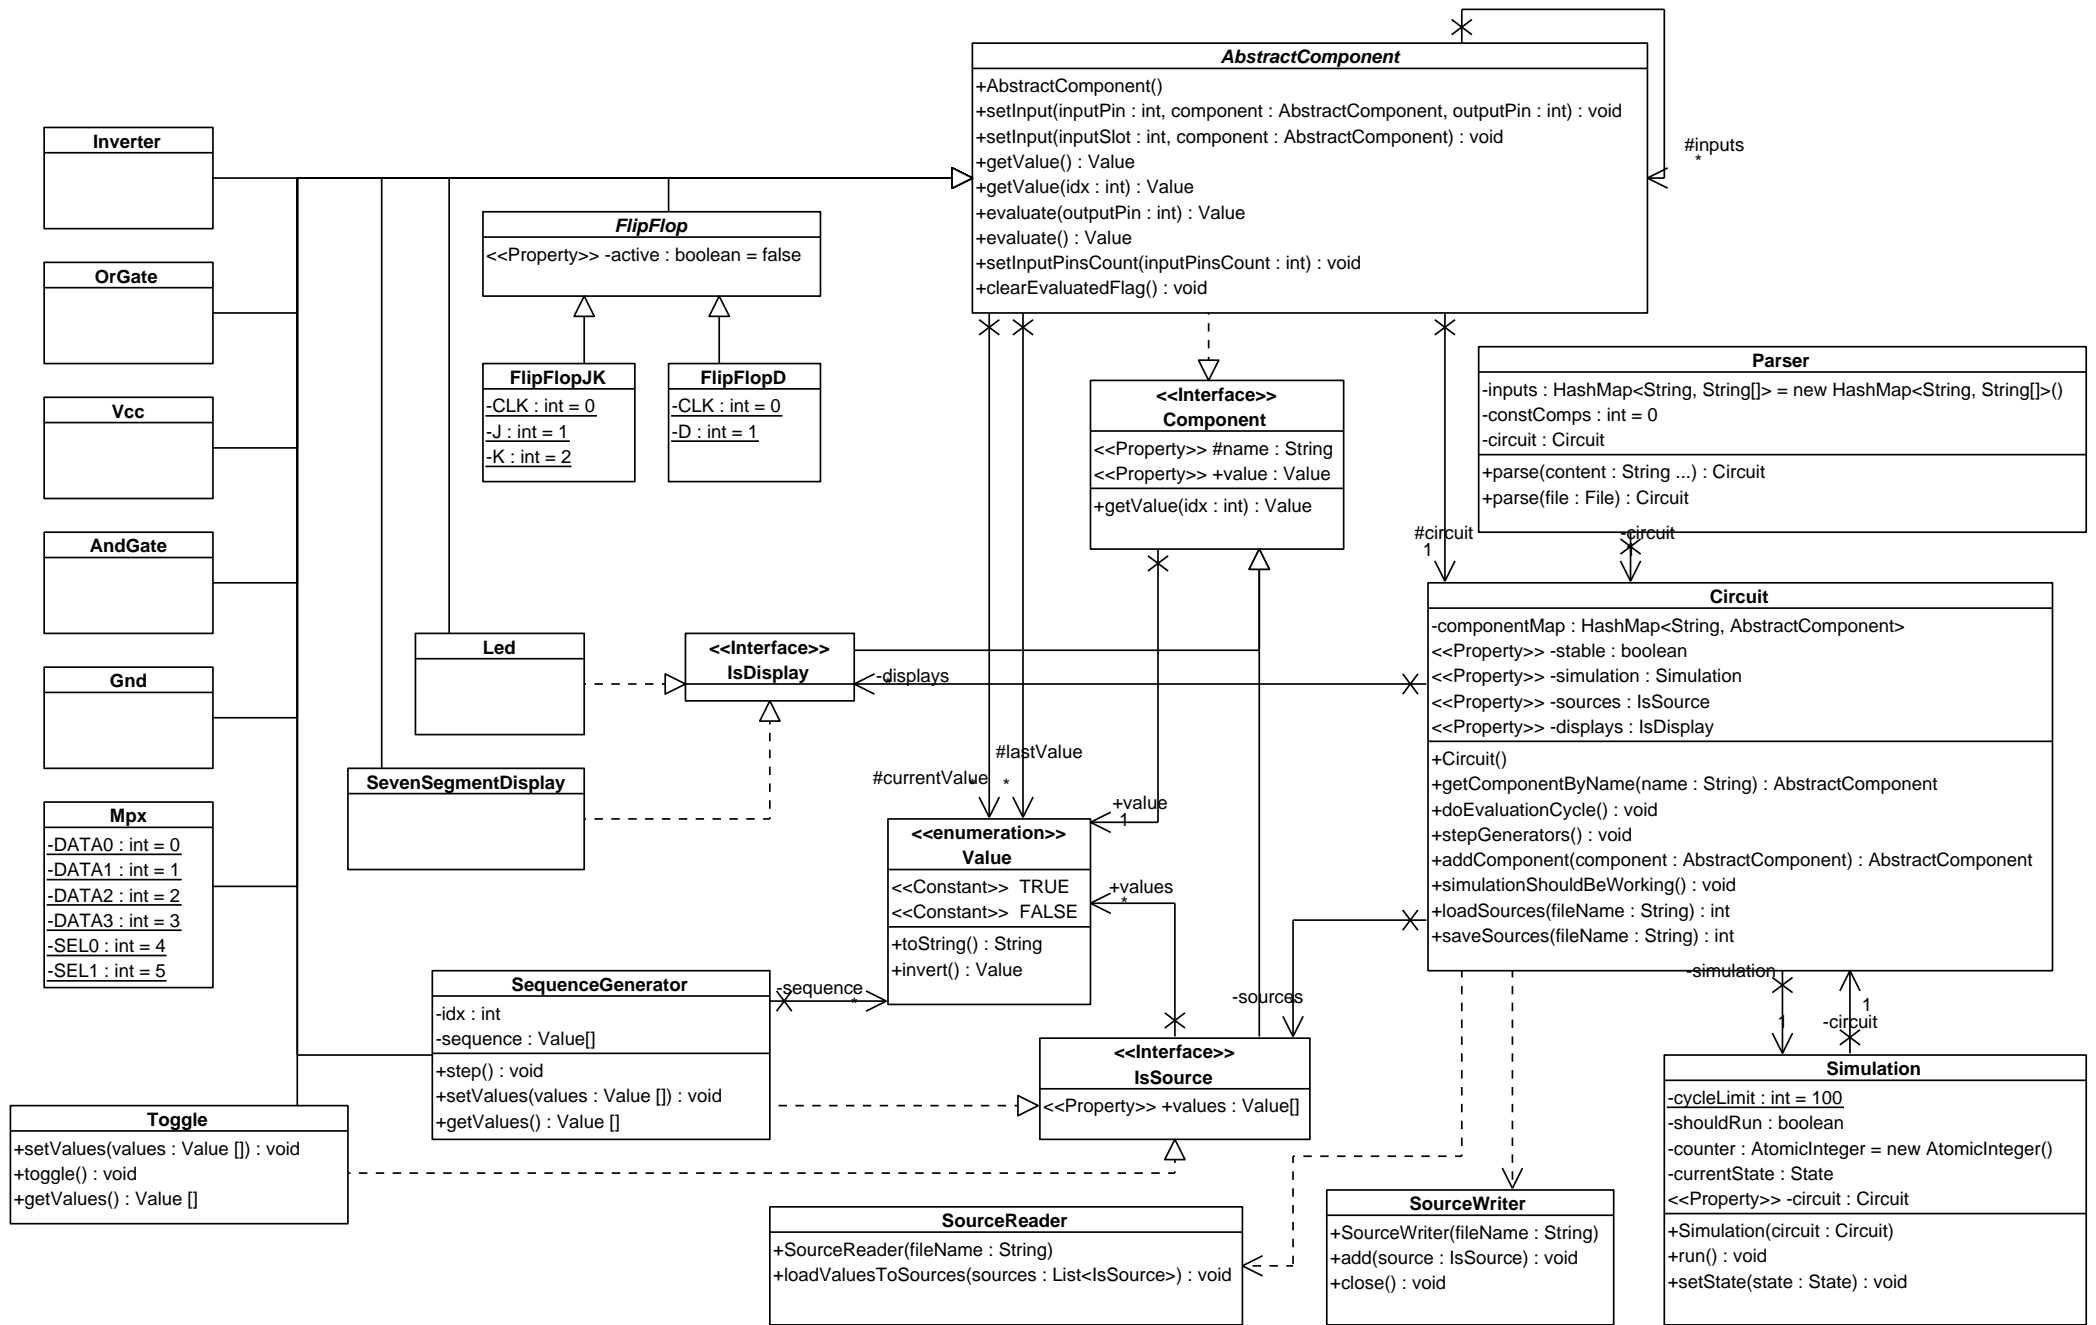 AbstractComponent
+AbstractComponent()
+setInput(inputPin : int, component : AbstractComponent, outputPin : int) : void
+setInput(inputSlot : int, component : AbstractComponent) : void
+getValue() : Value
+getValue(idx : int) : Value
+evaluate(outputPin : int) : Value
+evaluate() : Value
+setInputPinsCount(inputPinsCount : int) : void
+clearEvaluatedFlag() : void
#inputs
*
Inverter
OrGate
Vcc
AndGate
Gnd
Mpx
-DATA0 : int = 0
-DATA1 : int = 1
-DATA2 : int = 2
-DATA3 : int = 3
-SEL0 : int = 4
-SEL1 : int = 5
FlipFlop
<<Property>> -active : boolean = false
FlipFlopJK
-CLK : int = 0
-J : int = 1
-K : int = 2
FlipFlopD
-CLK : int = 0
-D : int = 1
<<Interface>>
Component
<<Property>> #name : String
<<Property>> +value : Value
+getValue(idx : int) : Value
Parser
-inputs : HashMap<String, String[]> = new HashMap<String, String[]>()
-constComps : int = 0
-circuit : Circuit
+parse(content : String ...) : Circuit
+parse(file : File) : Circuit
#circuit
1
-circuit
Circuit
-componentMap : HashMap<String, AbstractComponent>
<<Property>> -stable : boolean
<<Property>> -simulation : Simulation
<<Property>> -sources : IsSource
<<Property>> -displays : IsDisplay
+Circuit()
+getComponentByName(name : String) : AbstractComponent
+doEvaluationCycle() : void
+stepGenerators() : void
+addComponent(component : AbstractComponent) : AbstractComponent
+simulationShouldBeWorking() : void
+loadSources(fileName : String) : int
+saveSources(fileName : String) : int
Led
<<Interface>>
IsDisplay
-displays
*
SevenSegmentDisplay
#lastValue
*
#currentValue
*
+value
1
<<enumeration>>
Value
<<Constant>> TRUE
<<Constant>> FALSE
+toString() : String
+invert() : Value
+values
*
SequenceGenerator
-idx : int
-sequence : Value[]
+step() : void
+setValues(values : Value []) : void
+getValues() : Value []
-sequence
*
-sources
<<Interface>>
IsSource
<<Property>> +values : Value[]
-simulation
1
1
-circuit
Simulation
-cycleLimit : int = 100
-shouldRun : boolean
-counter : AtomicInteger = new AtomicInteger()
-currentState : State
<<Property>> -circuit : Circuit
+Simulation(circuit : Circuit)
+run() : void
+setState(state : State) : void
Toggle
+setValues(values : Value []) : void
+toggle() : void
+getValues() : Value []
SourceReader
+SourceReader(fileName : String)
+loadValuesToSources(sources : List<IsSource>) : void
SourceWriter
+SourceWriter(fileName : String)
+add(source : IsSource) : void
+close() : void